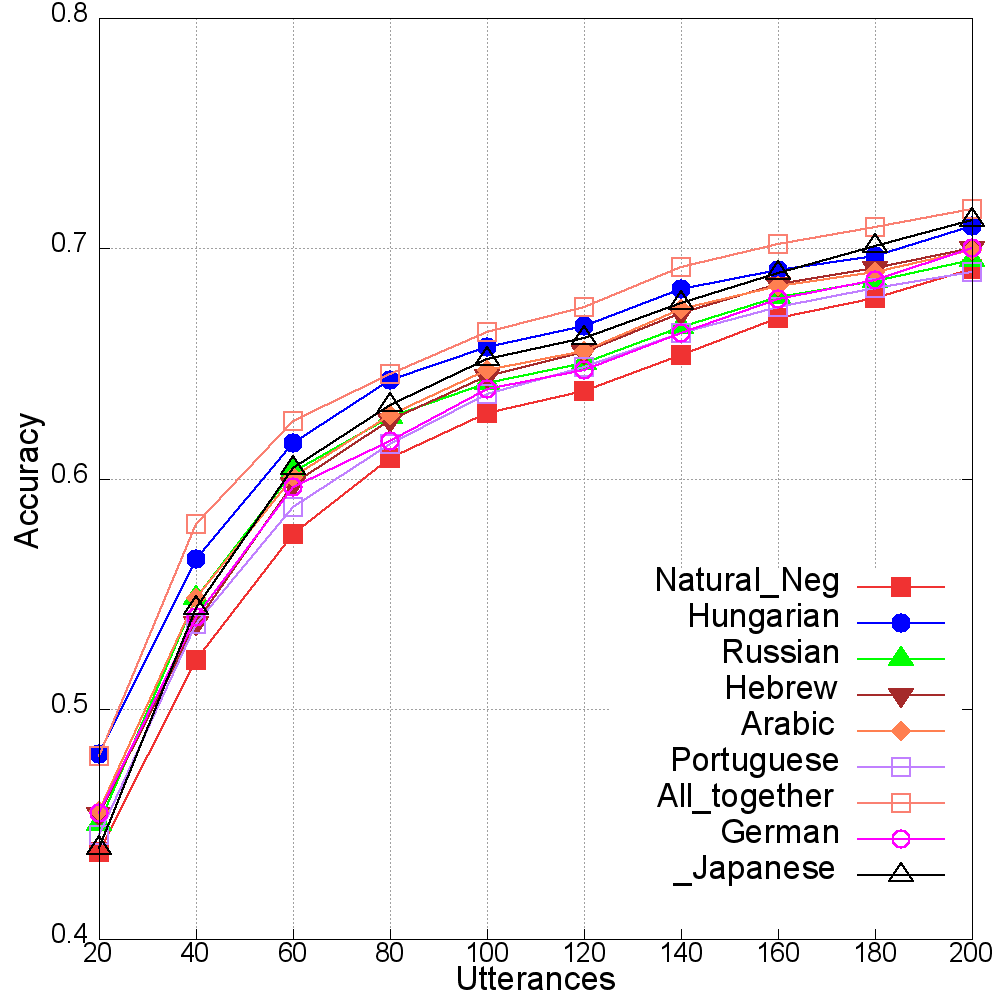 0.8
0.7
0.6
0.5
0.4
Accuracy
Natural_Neg
Hungarian
Russian
Hebrew
Arabic
Portuguese
All_together
German
_Japanese
20 40 60 80 100 120 140 160 180 200
Utterances